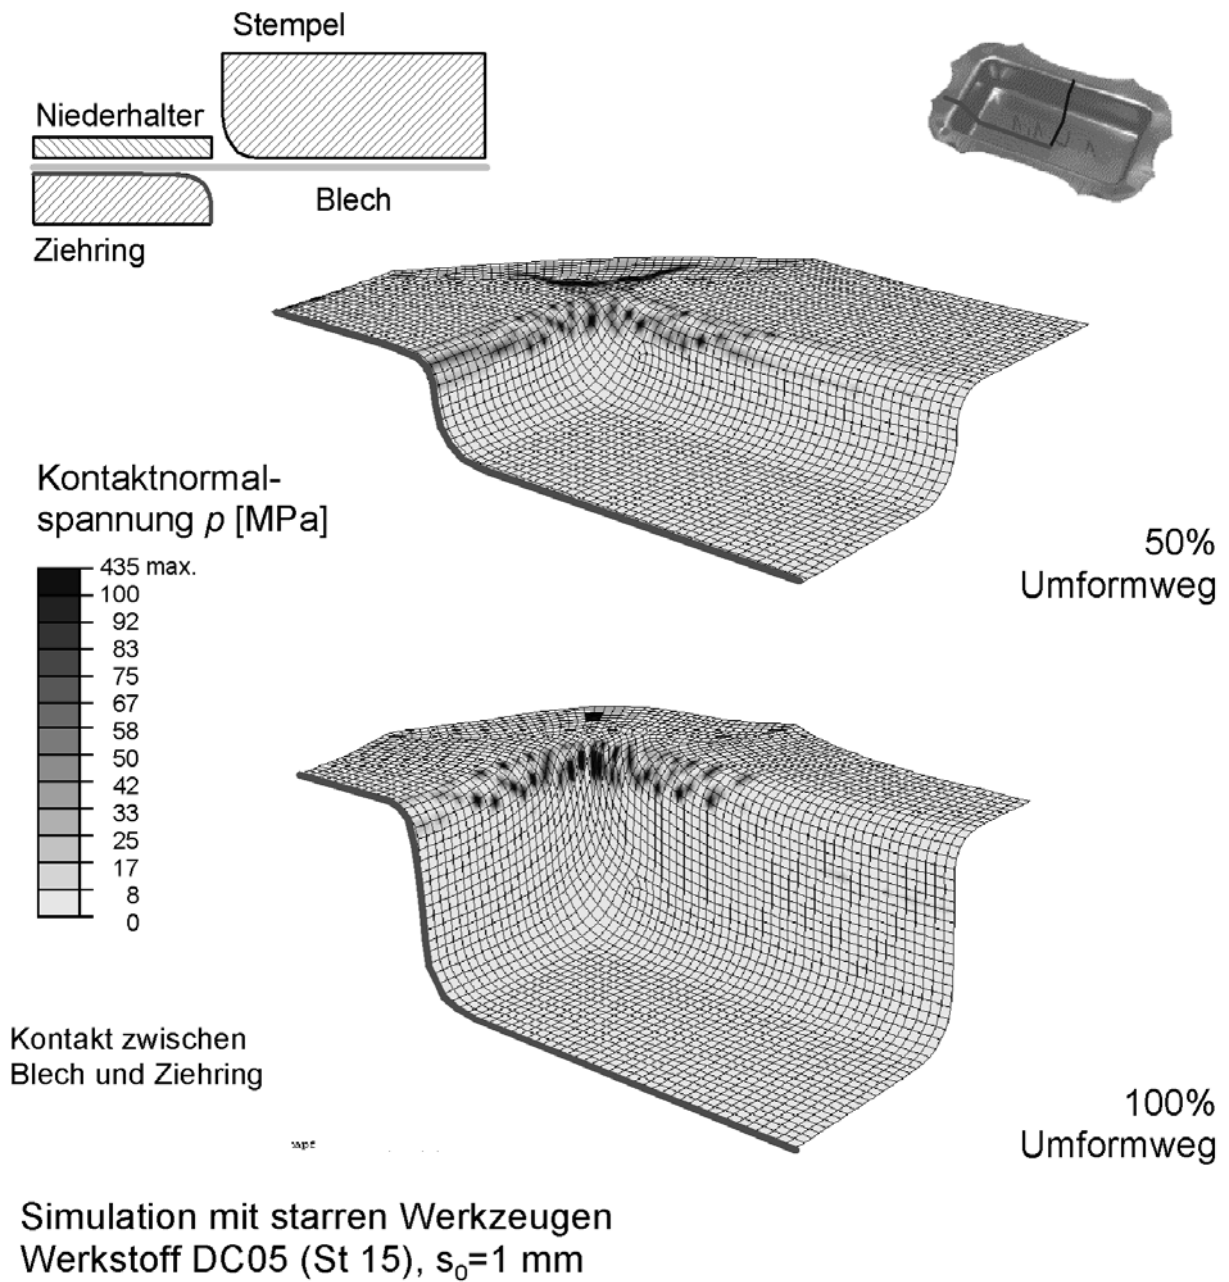 Stempel
Niederhalter
Blech
Ziehring
Kontaktnormal-
spannung p [MPa]
435 max.
100
92
83
75
67
58
50
42
33
25
17
8
0
50%
Umformweg
Kontakt zwischen
Blech und Ziehring
100%
Umformweg
Simulation mit starren Werkzeugen
Werkstoff DC05 (St 15), s₀=1 mm